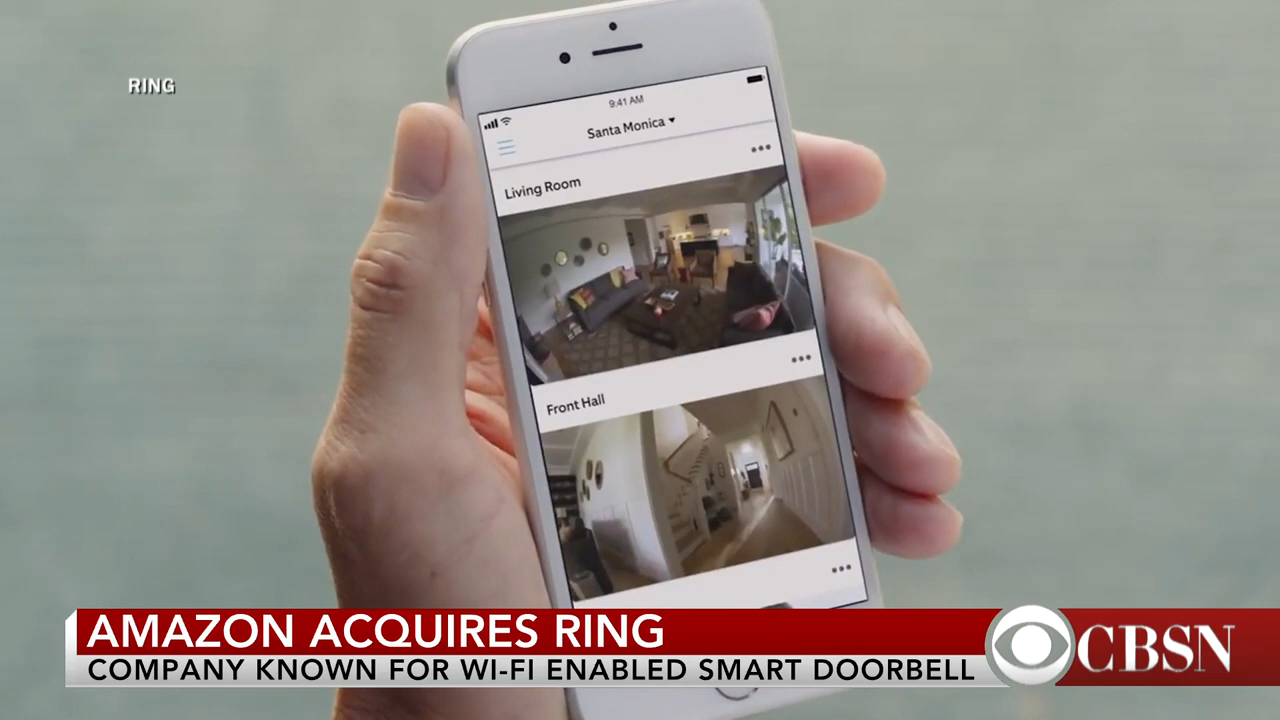 RING
9:41 AM
Santa Monica
Living Room
Front Hall
AMAZON ACQUIRES RING
COMPANY KNOWN FOR WI-FI ENABLED SMART DOORBELL
CBSN